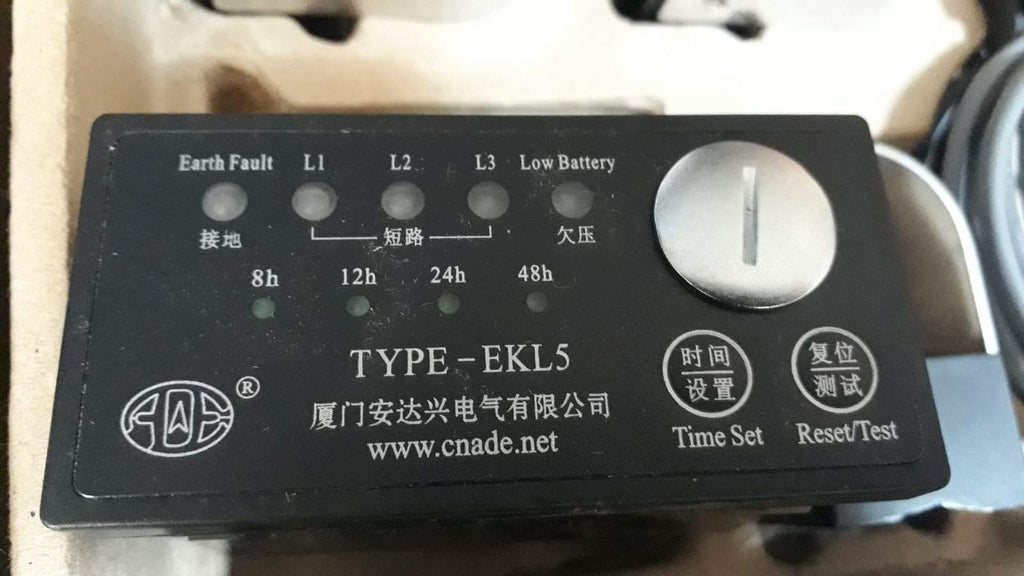 Earth Fault L1 L2 L3 Low Battery
接地 短路 欠压
8h 12h 24h 48h
TYPE-EKL5
厦门安达兴电气有限公司
www.cnade.net
®
时间
设置
Time Set
复位
测试
Reset/Test